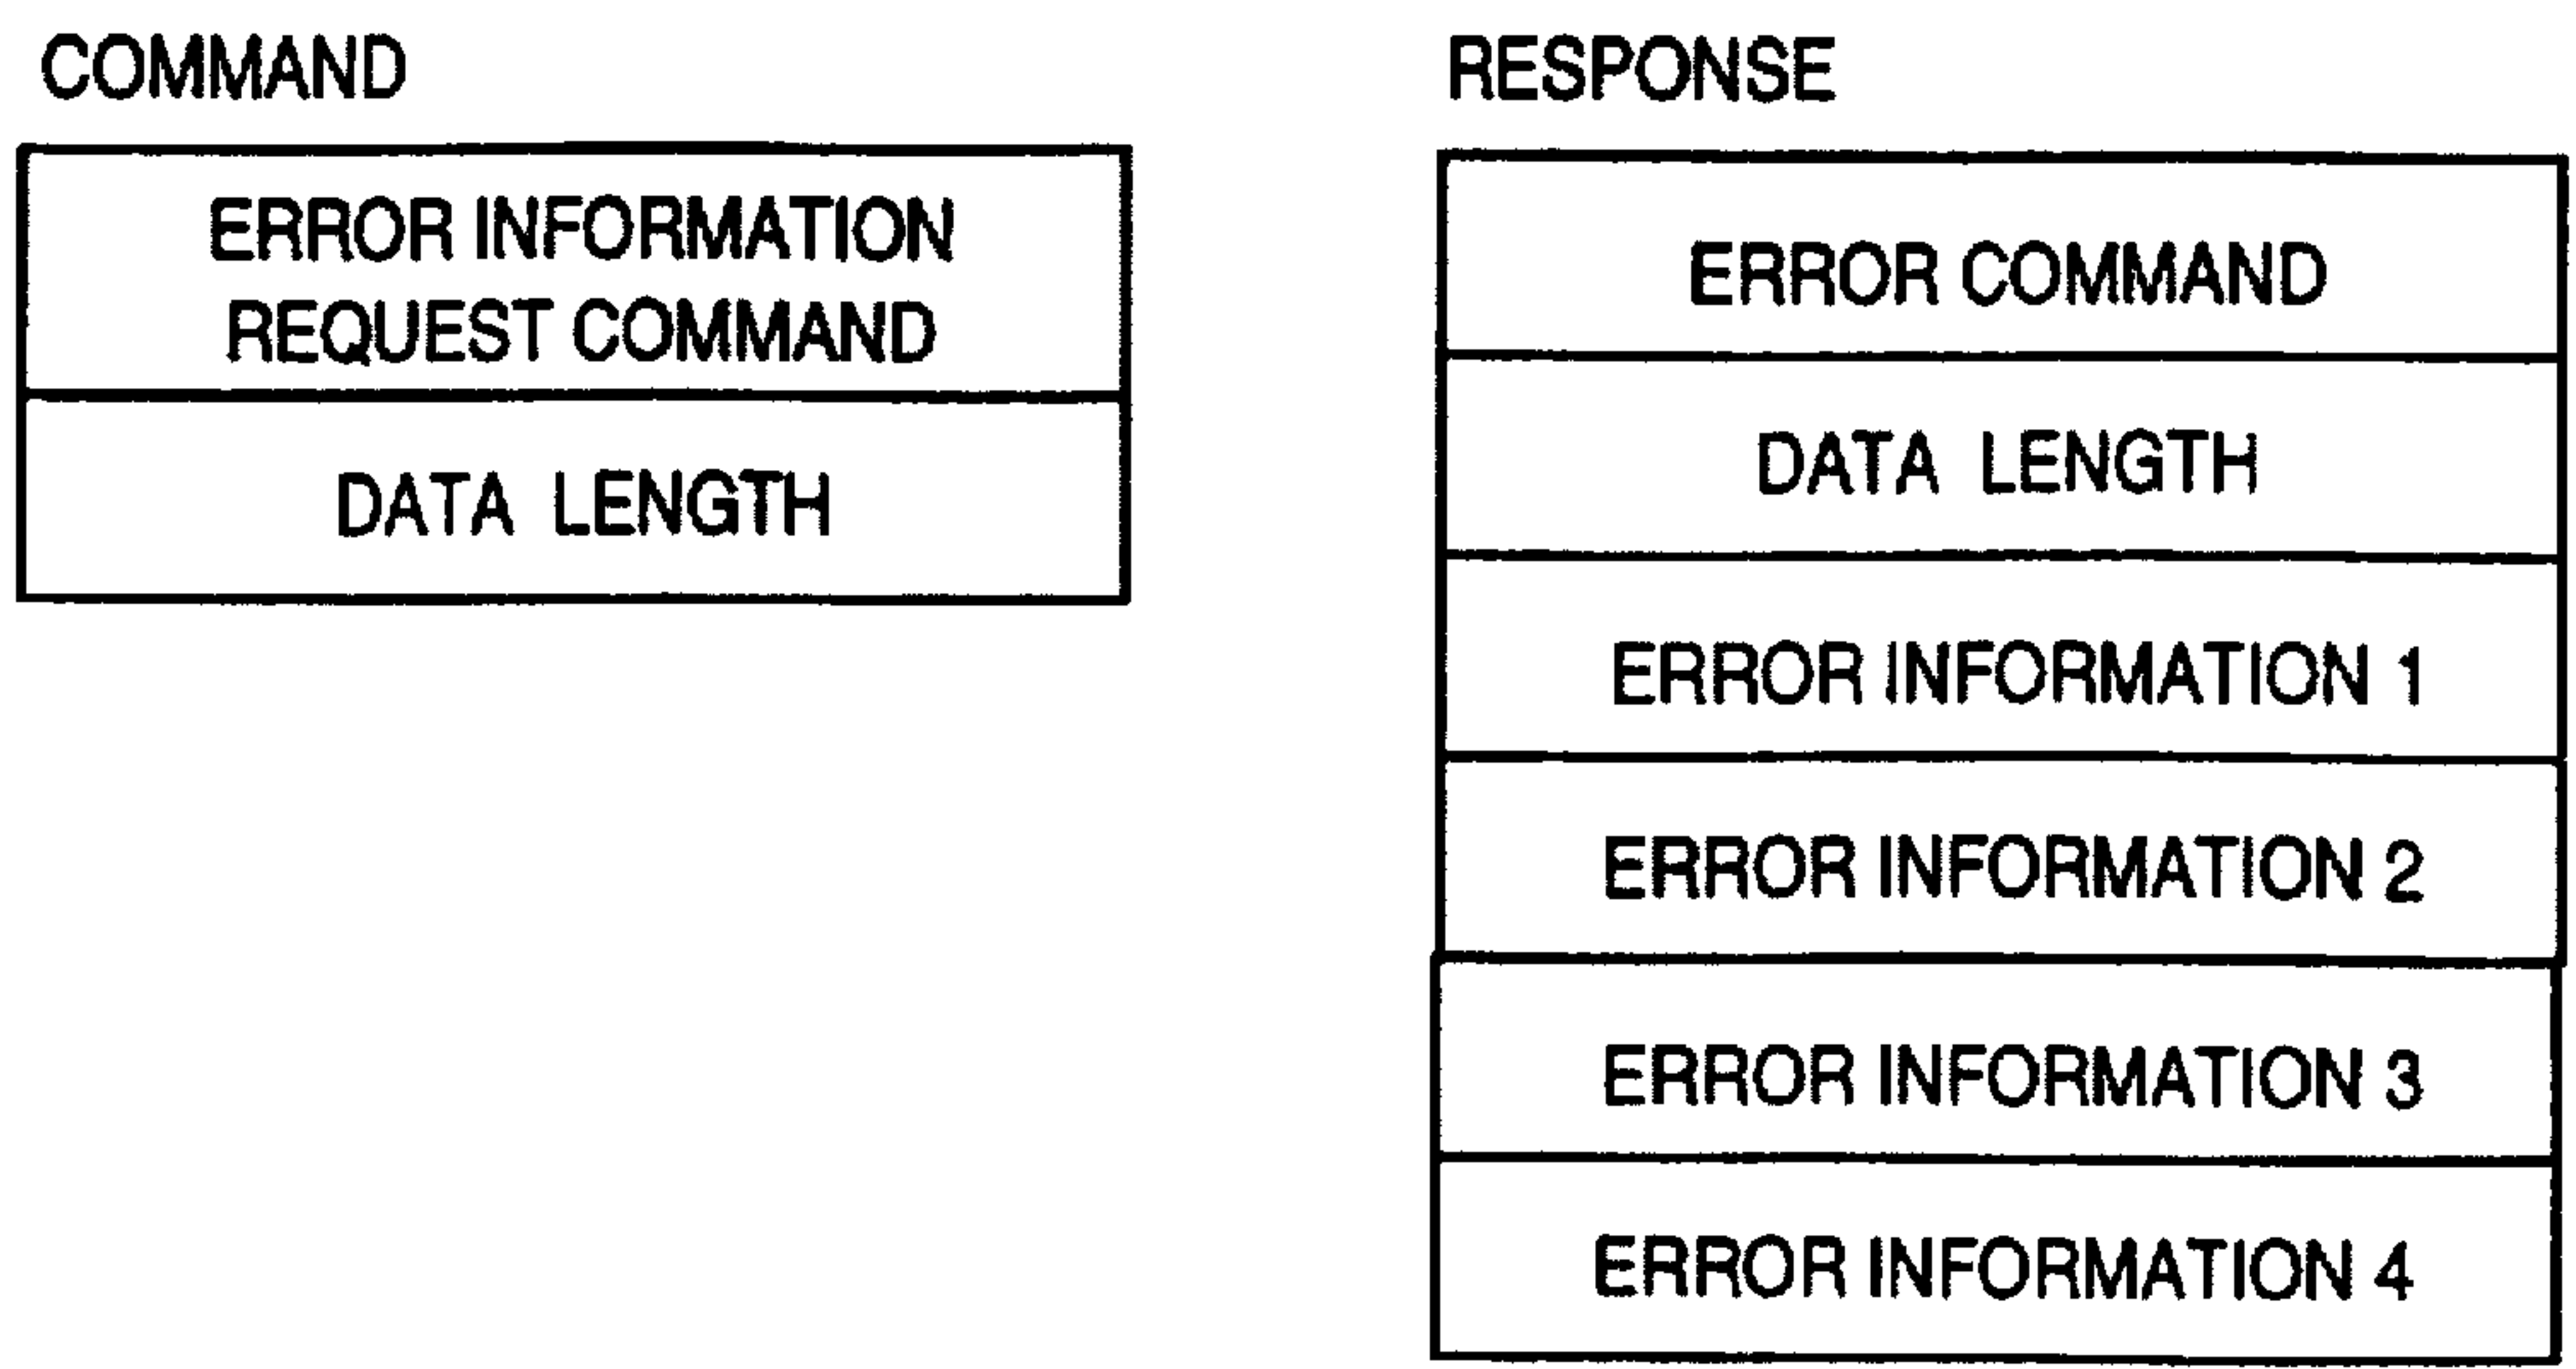 COMMAND
ERROR INFORMATION
REQUEST COMMAND
DATA LENGTH
RESPONSE
ERROR COMMAND
DATA LENGTH
ERROR INFORMATION 1
ERROR INFORMATION 2
ERROR INFORMATION 3
ERROR INFORMATION 4